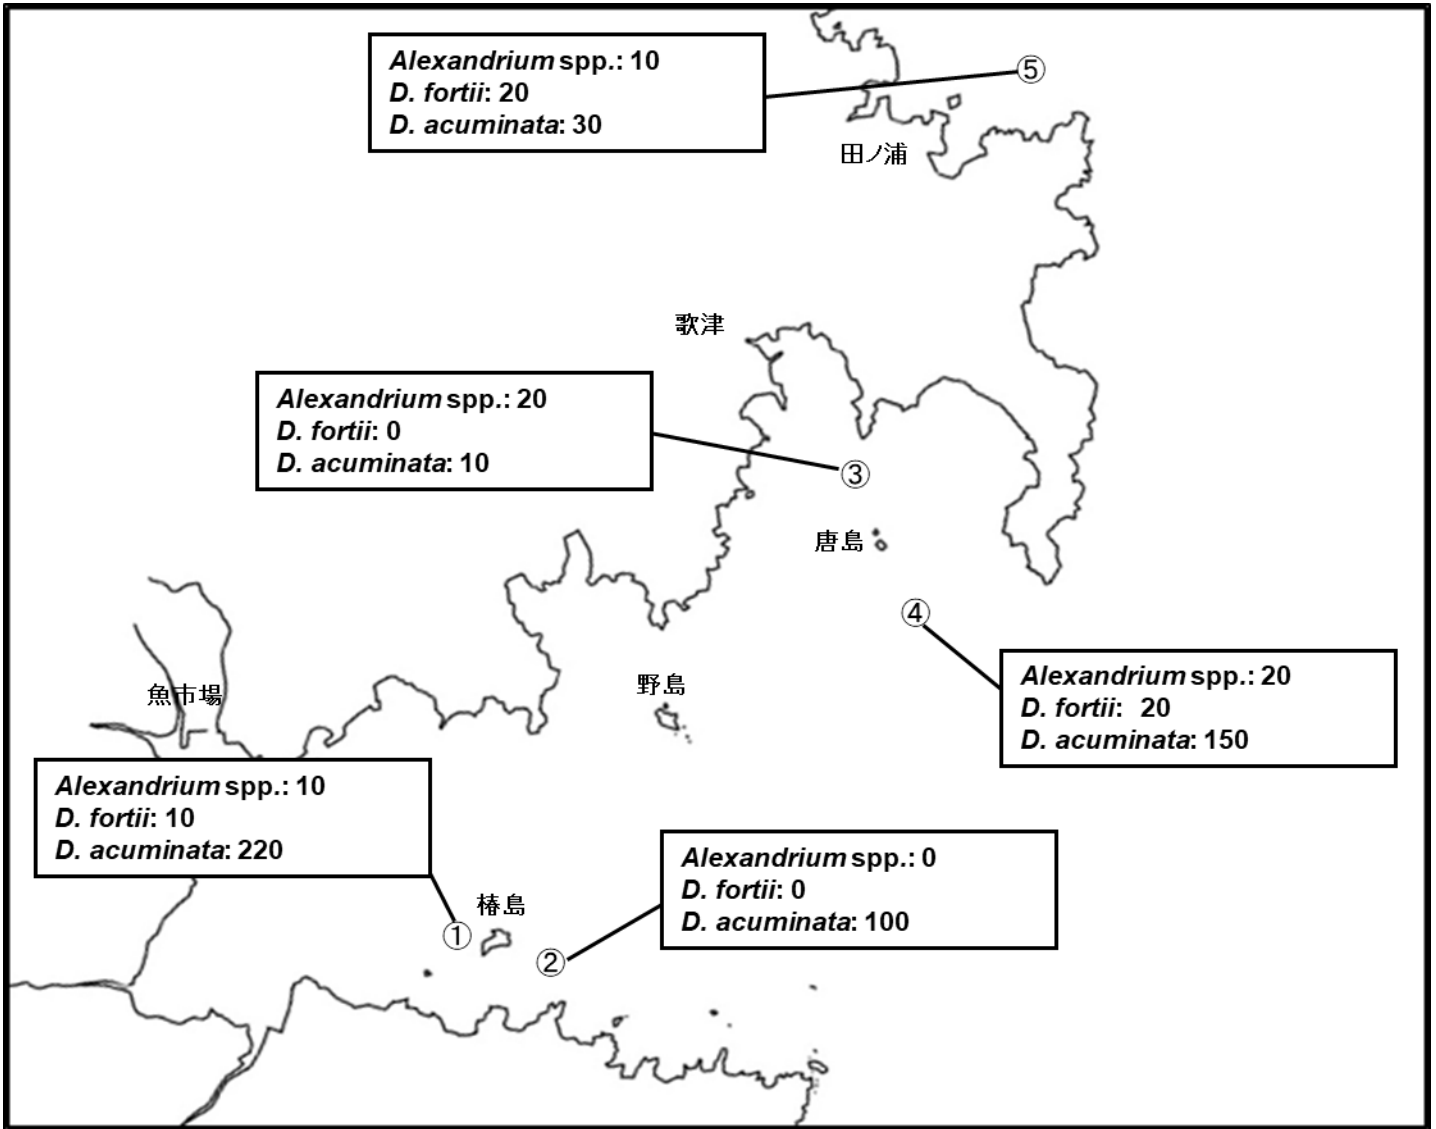 Alexandrium spp.: 10
D. fortii: 20
D. acuminata: 30
⑤
田ノ浦
歌津
Alexandrium spp.: 20
D. fortii: 0
D. acuminata: 10
③
唐島
④
Alexandrium spp.: 20
D. fortii: 20
D. acuminata: 150
野島
魚市場
Alexandrium spp.: 10
D. fortii: 10
D. acuminata: 220
椿島
①
②
Alexandrium spp.: 0
D. fortii: 0
D. acuminata: 100